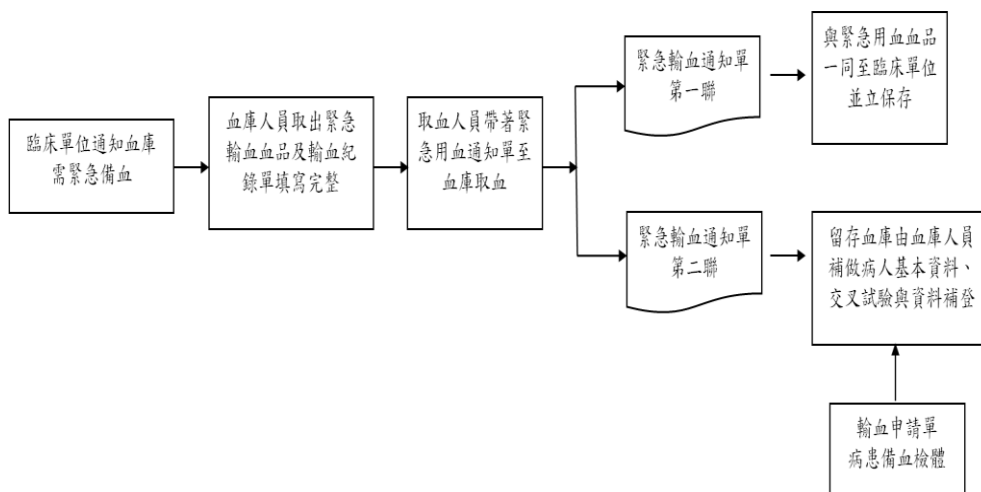 臨床單位通知血庫
需緊急備血
血庫人員取出緊急
輸血血品及輸血紀
錄單填寫完整
取血人員帶著緊
急用血通知單至
血庫取血
緊急輸血通知單
第一聯
與緊急用血血品
一同至臨床單位
並立保存
緊急輸血通知單
第二聯
留存血庫由血庫人員
補做病人基本資料、
交叉試驗與資料補登
輸血申請單
病患備血檢體